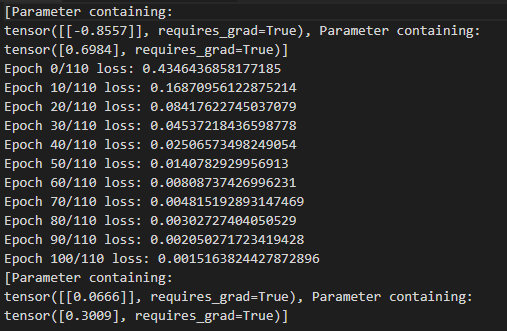 [Parameter containing:
tensor([[-0.8557]], requires_grad=True), Parameter containing:
tensor([0.6984], requires_grad=True)]
Epoch 0/110 loss: 0.4346436858177185
Epoch 10/110 loss: 0.16870956122875214
Epoch 20/110 loss: 0.08417622745037079
Epoch 30/110 loss: 0.04537218436598778
Epoch 40/110 loss: 0.02506573498249054
Epoch 50/110 loss: 0.0140782929956913
Epoch 60/110 loss: 0.00808737426996231
Epoch 70/110 loss: 0.004815192893147469
Epoch 80/110 loss: 0.00302727404050529
Epoch 90/110 loss: 0.002050271723419428
Epoch 100/110 loss: 0.0015163824427872896
[Parameter containing:
tensor([[0.0666]], requires_grad=True), Parameter containing:
tensor([0.3009], requires_grad=True)]